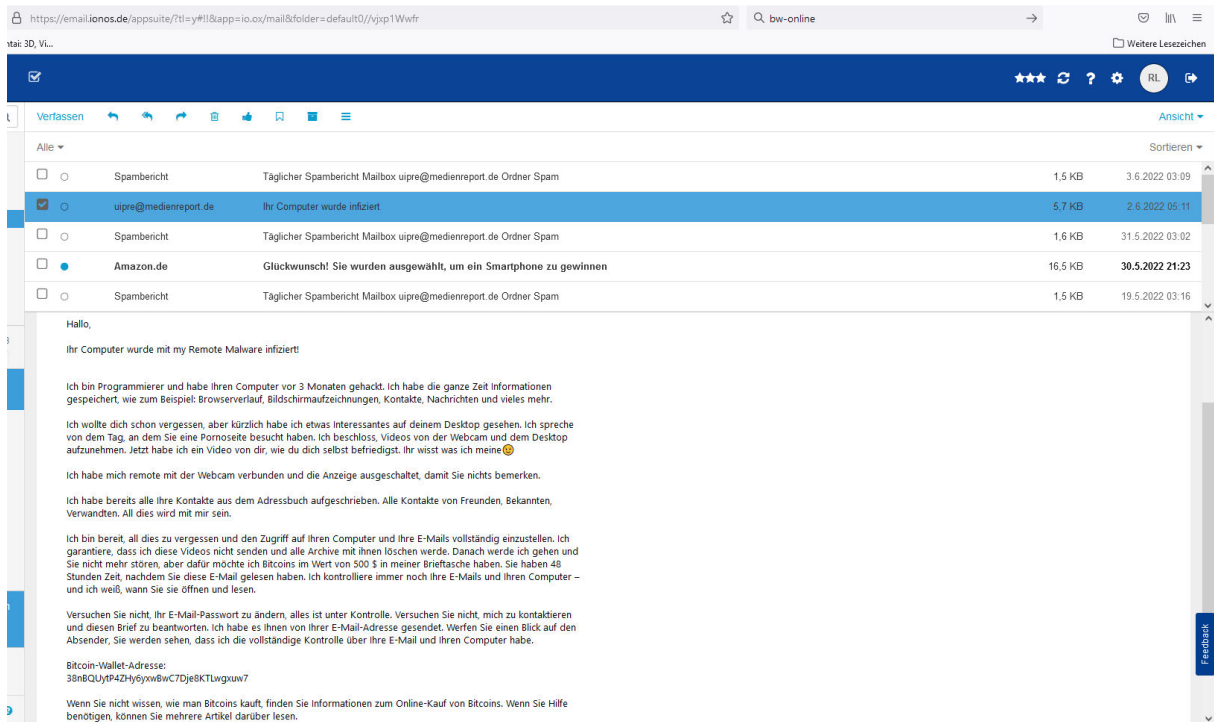 https://email.ionos.de/appsuite/?tl=y#!!&app=io.ox/mail&folder=default0//vjxp1Wwfr
bw-online
ntai: 3D, Vi...
Weitere Lesezeichen
RL
Verfassen
Ansicht
Alle
Sortieren
Spambericht Täglicher Spambericht Mailbox uipre@medienreport.de Ordner Spam 1,5 KB 3.6.2022 03:09
uipre@medienreport.de Ihr Computer wurde infiziert 5,7 KB 2.6.2022 05:11
Spambericht Täglicher Spambericht Mailbox uipre@medienreport.de Ordner Spam 1,6 KB 31.5.2022 03:02
Amazon.de Glückwunsch! Sie wurden ausgewählt, um ein Smartphone zu gewinnen 16,5 KB 30.5.2022 21:23
Spambericht Täglicher Spambericht Mailbox uipre@medienreport.de Ordner Spam 1,5 KB 19.5.2022 03:16
Hallo,
Ihr Computer wurde mit my Remote Malware infiziert!
Ich bin Programmierer und habe Ihren Computer vor 3 Monaten gehackt. Ich habe die ganze Zeit Informationen
gespeichert, wie zum Beispiel: Browserverlauf, Bildschirmaufzeichnungen, Kontakte, Nachrichten und vieles mehr.
Ich wollte dich schon vergessen, aber kürzlich habe ich etwas Interessantes auf deinem Desktop gesehen. Ich spreche
von dem Tag, an dem Sie eine Pornoseite besucht haben. Ich beschloss, Videos von der Webcam und dem Desktop
aufzunehmen. Jetzt habe ich ein Video von dir, wie du dich selbst befriedigst. Ihr wisst was ich meine😉
Ich habe mich remote mit der Webcam verbunden und die Anzeige ausgeschaltet, damit Sie nichts bemerken.
Ich habe bereits alle Ihre Kontakte aus dem Adressbuch aufgeschrieben. Alle Kontakte von Freunden, Bekannten,
Verwandten. All dies wird mit mir sein.
Ich bin bereit, all dies zu vergessen und den Zugriff auf Ihren Computer und Ihre E-Mails vollständig einzustellen. Ich
garantiere, dass ich diese Videos nicht senden und alle Archive mit ihnen löschen werde. Danach werde ich gehen und
Sie nicht mehr stören, aber dafür möchte ich Bitcoins im Wert von 500 $ in meiner Brieftasche haben. Sie haben 48
Stunden Zeit, nachdem Sie diese E-Mail gelesen haben. Ich kontrolliere immer noch Ihre E-Mails und Ihren Computer –
und ich weiß, wann Sie sie öffnen und lesen.
Versuchen Sie nicht, Ihr E-Mail-Passwort zu ändern, alles ist unter Kontrolle. Versuchen Sie nicht, mich zu kontaktieren
und diesen Brief zu beantworten. Ich habe es Ihnen von Ihrer E-Mail-Adresse gesendet. Werfen Sie einen Blick auf den
Absender, Sie werden sehen, dass ich die vollständige Kontrolle über Ihre E-Mail und Ihren Computer habe.
Bitcoin-Wallet-Adresse:
38nBQUytP4ZHy6yxwBwC7Dje8KTLwgxuw7
Wenn Sie nicht wissen, wie man Bitcoins kauft, finden Sie Informationen zum Online-Kauf von Bitcoins. Wenn Sie Hilfe
benötigen, können Sie mehrere Artikel darüber lesen.
Feedback